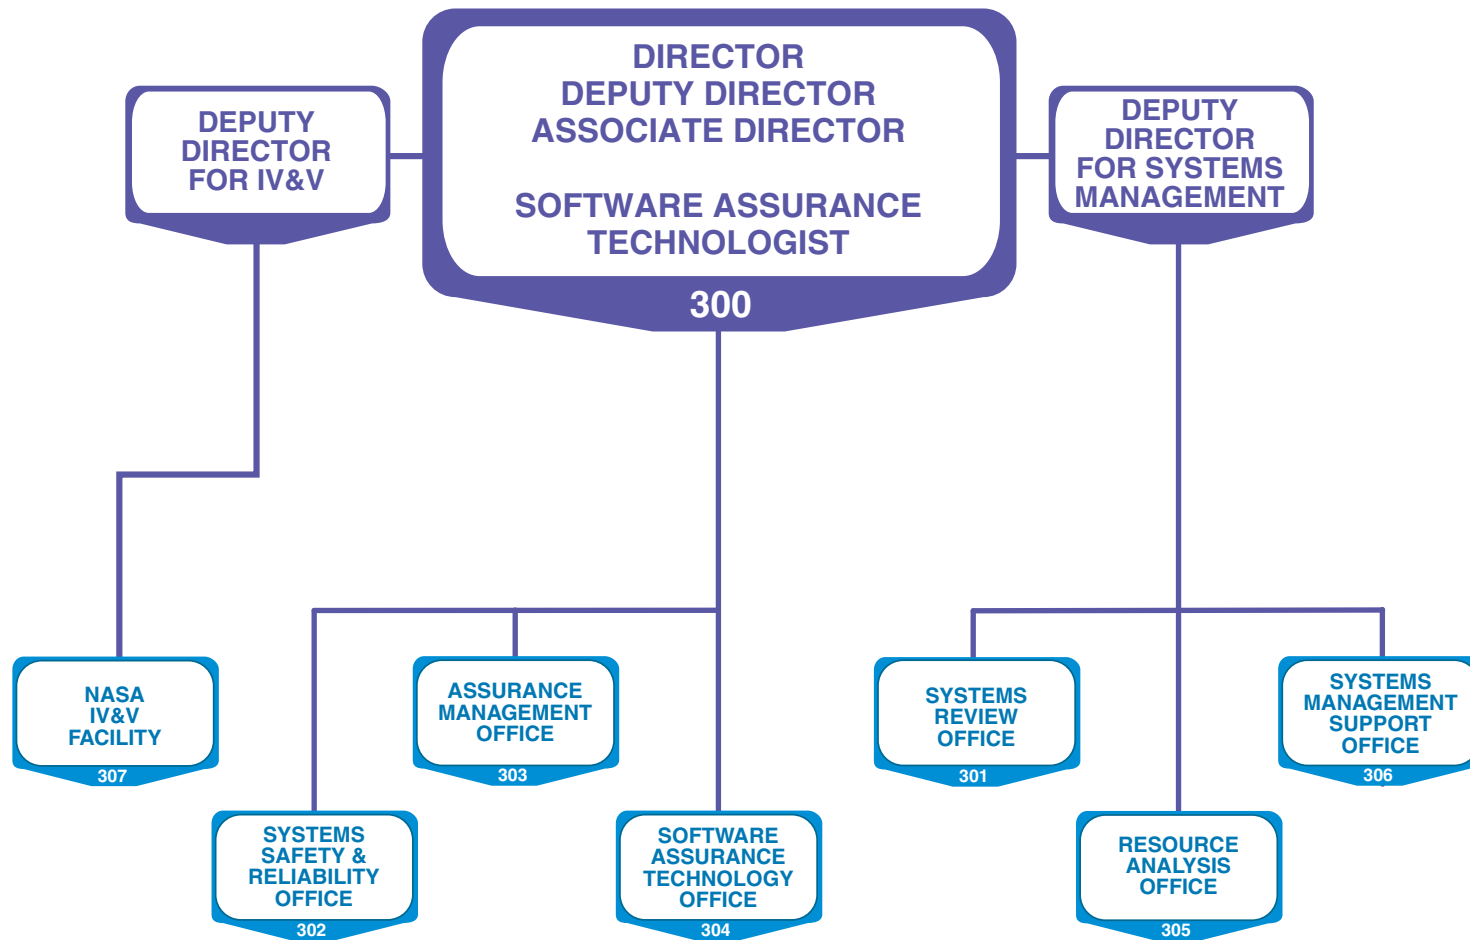 DIRECTOR
DEPUTY DIRECTOR
ASSOCIATE DIRECTOR
SOFTWARE ASSURANCE
TECHNOLOGIST
300
DEPUTY
DIRECTOR
FOR IV&V
DEPUTY
DIRECTOR
FOR SYSTEMS
MANAGEMENT
NASA
IV&V
FACILITY
307
ASSURANCE
MANAGEMENT
OFFICE
303
SYSTEMS
REVIEW
OFFICE
301
SYSTEMS
MANAGEMENT
SUPPORT
OFFICE
306
SYSTEMS
SAFETY &
RELIABILITY
OFFICE
302
SOFTWARE
ASSURANCE
TECHNOLOGY
OFFICE
304
RESOURCE
ANALYSIS
OFFICE
305